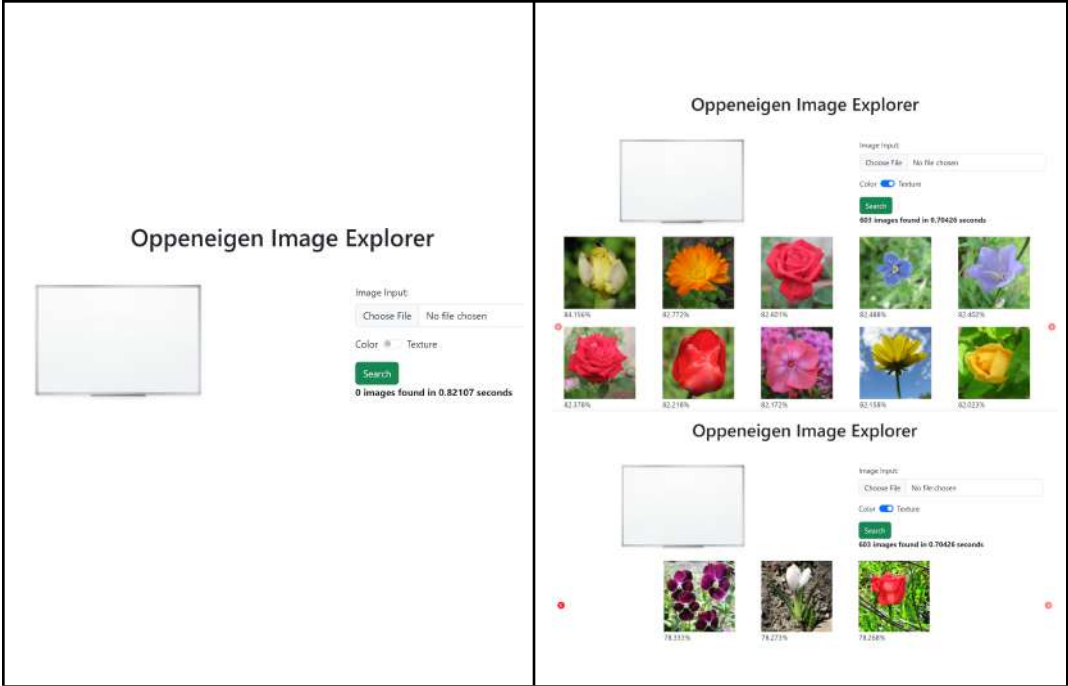 Oppeneigen Image Explorer
Image Input:
Choose File No file chosen
Color Texture
Search
0 images found in 0.82107 seconds
Oppeneigen Image Explorer
Image Input:
Choose File No file chosen
Color Texture
Search
603 images found in 0.70426 seconds
84.156% 82.772% 82.601% 82.488% 82.402%
82.378% 82.218% 82.172% 82.158% 82.023%
Oppeneigen Image Explorer
Image Input:
Choose File No file chosen
Color Texture
Search
603 images found in 0.70426 seconds
78.333% 78.273% 78.268%